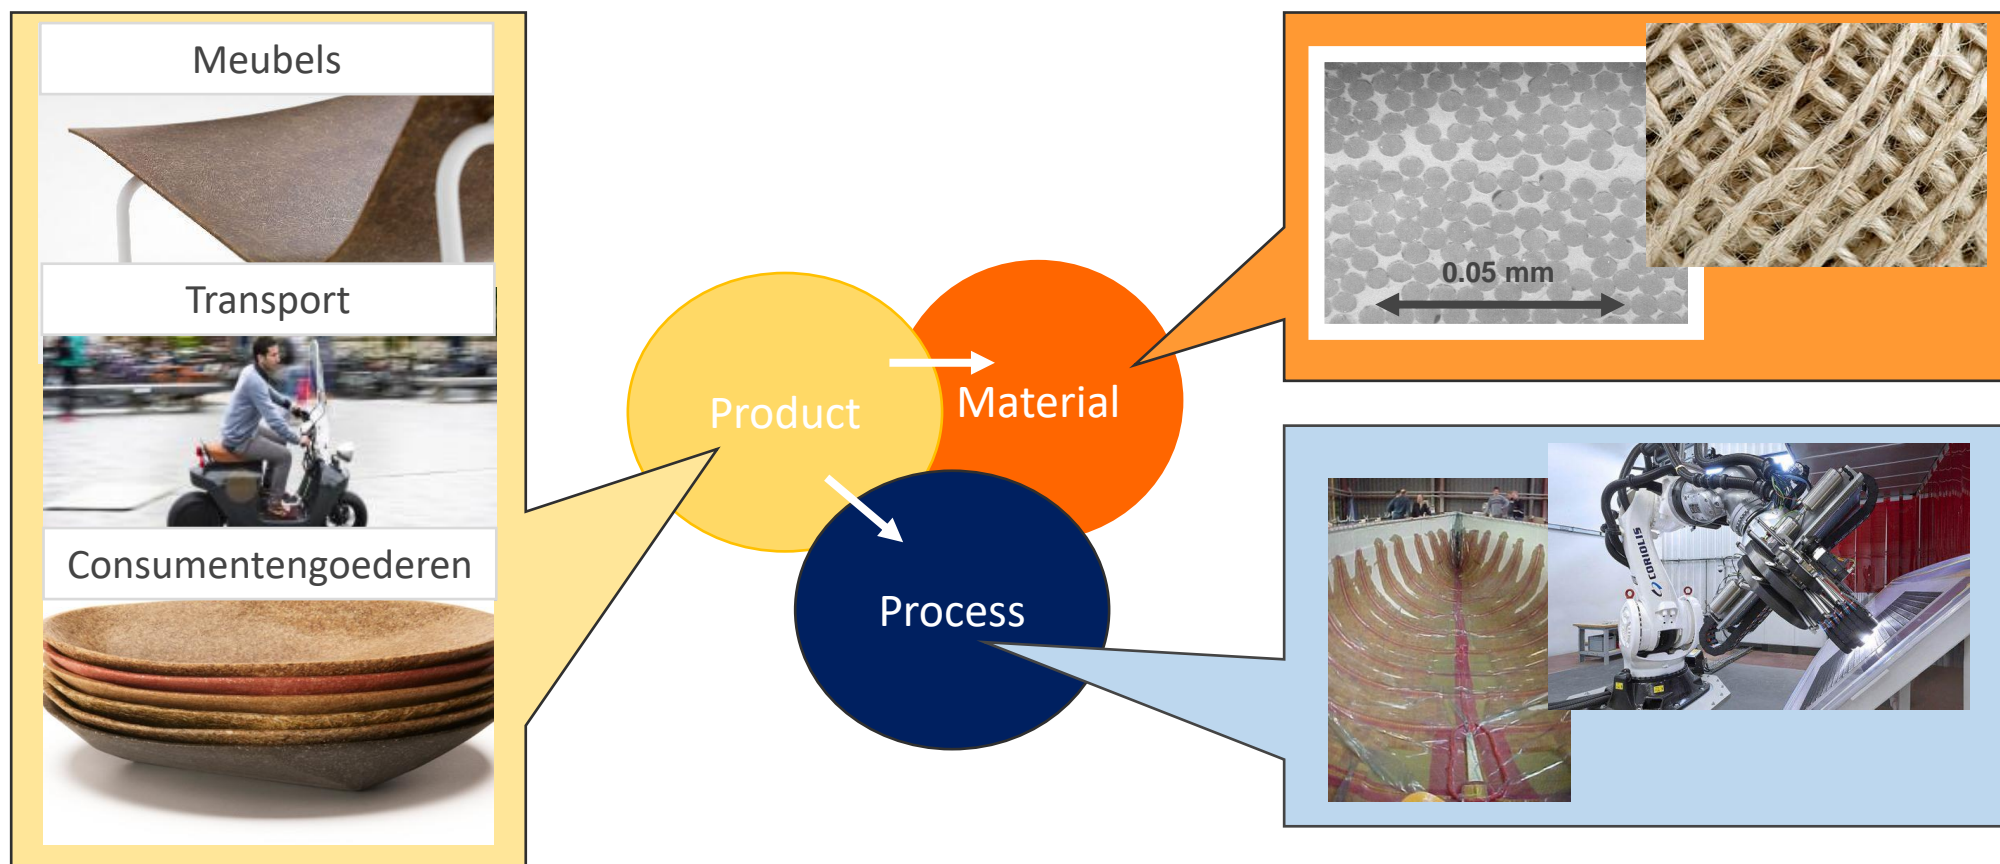 Meubels
Transport
Consumentengoederen
Product
Material
Process
0.05 mm
CORIOLIS